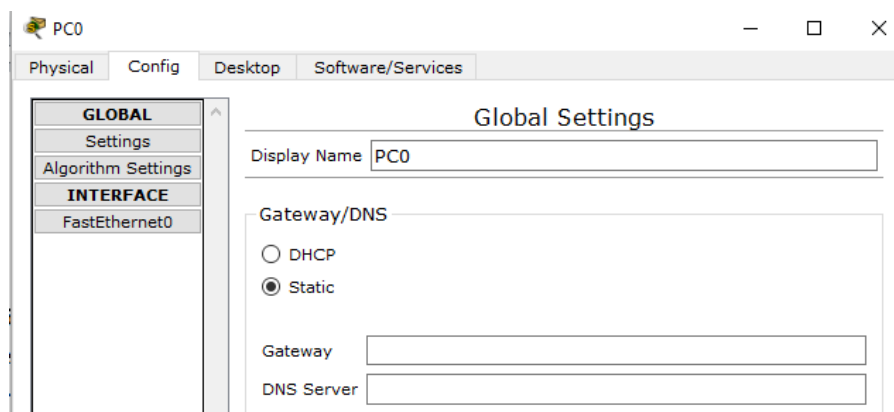 PC0
Physical Config Desktop Software/Services
GLOBAL
Settings
Algorithm Settings
INTERFACE
FastEthernet0
Global Settings
Display Name PC0
Gateway/DNS
DHCP
Static
Gateway
DNS Server